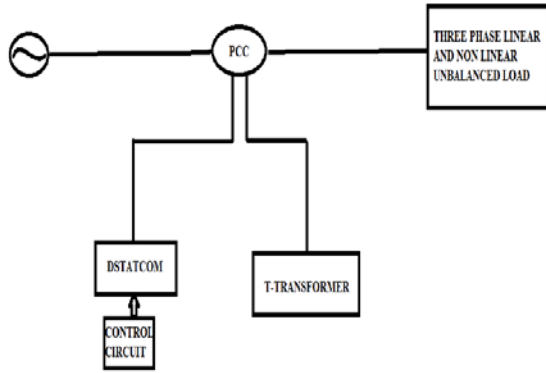 PCC
THREE PHASE LINEAR
AND NON LINEAR
UNBALANCED LOAD
DSTATCOM
T-TRANSFORMER
CONTROL
CIRCUIT